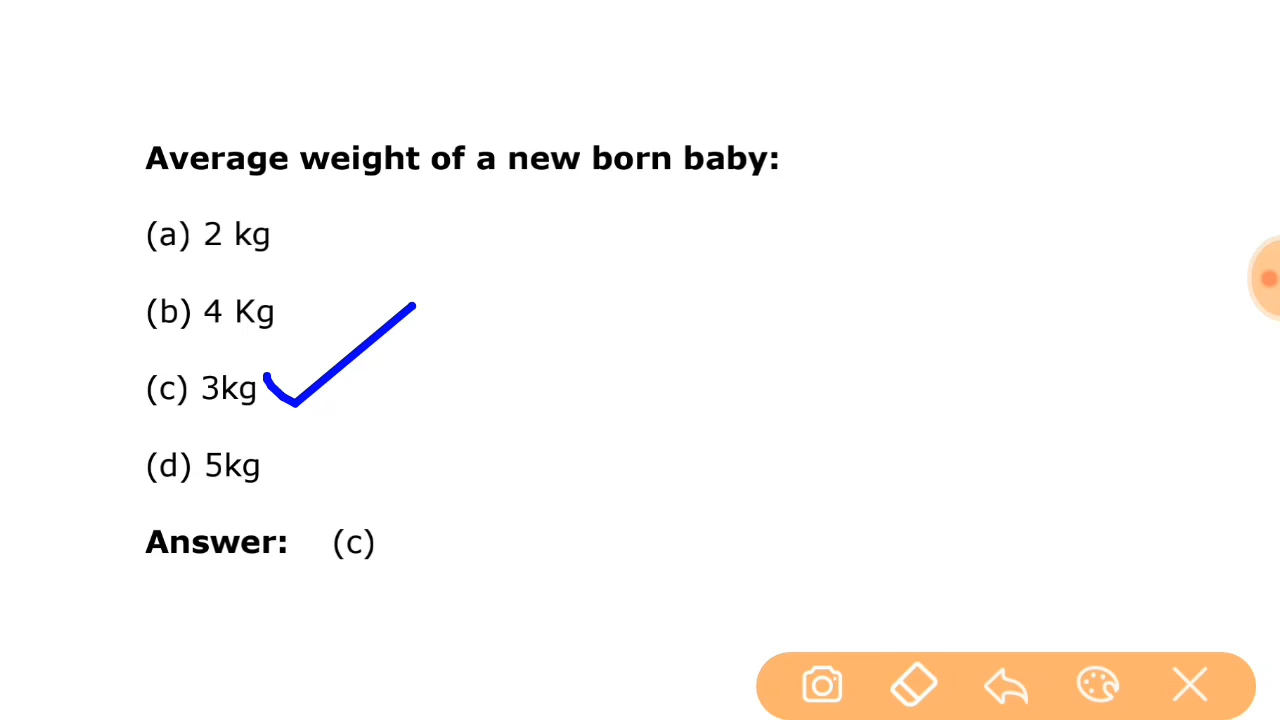 Average weight of a new born baby:
(a) 2 kg
(b) 4 Kg
(c) 3kg
(d) 5kg
Answer: (c)